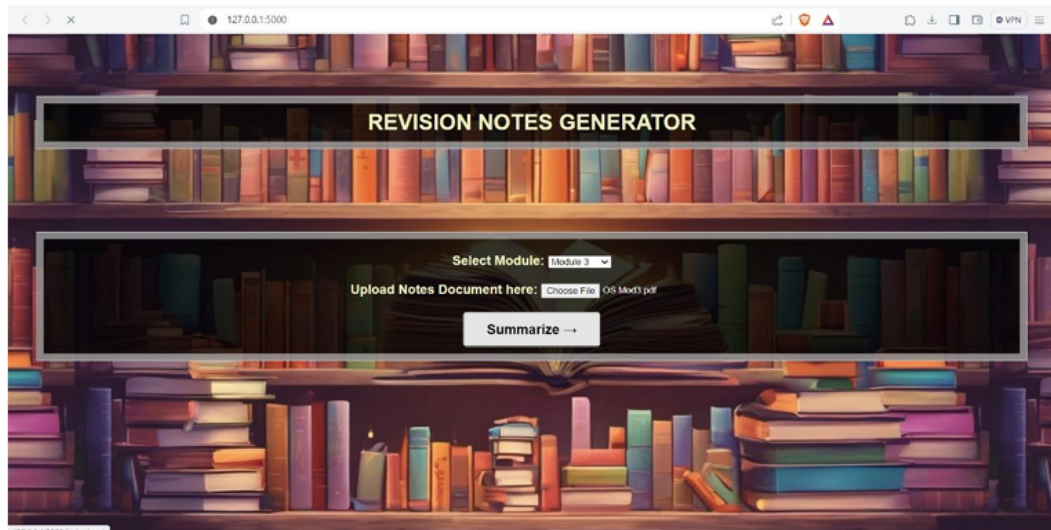 127.0.0.1:5000
VPN
REVISION NOTES GENERATOR
Select Module: Module 3
Upload Notes Document here: Choose File OS Mod3.pdf
Summarize →